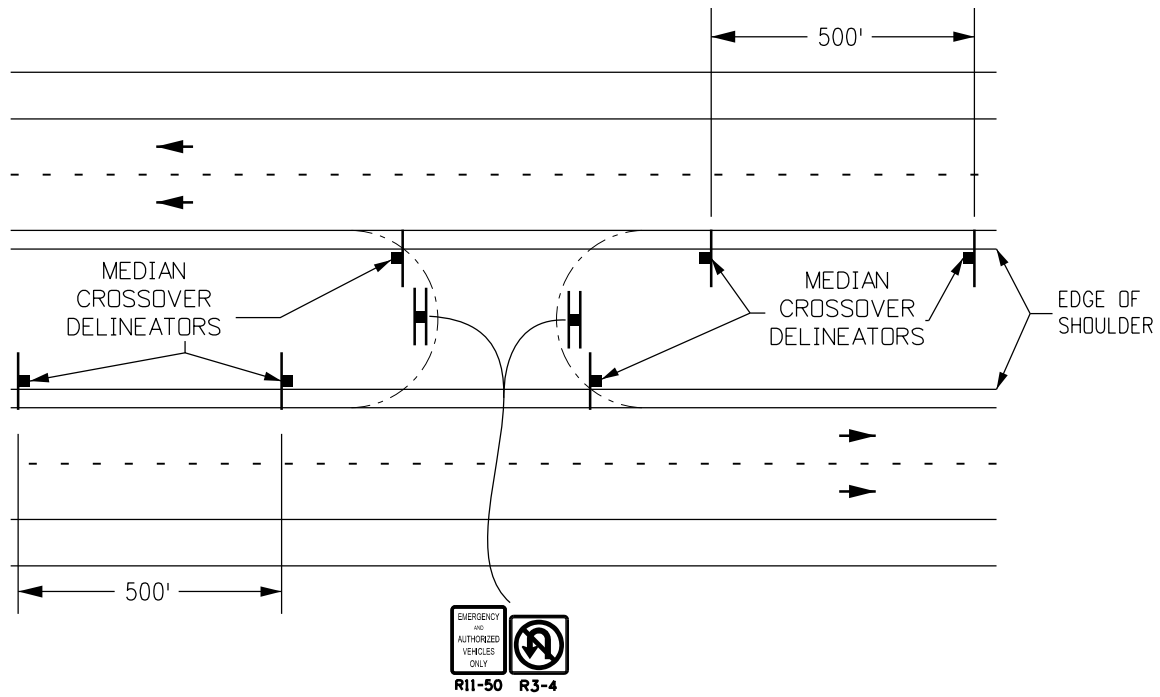 500'
MEDIAN
CROSSOVER
DELINEATORS
MEDIAN
CROSSOVER
DELINEATORS
EDGE OF
SHOULDER
500'
EMERGENCY
AND
AUTHORIZED
VEHICLES
ONLY
R11-50 R3-4